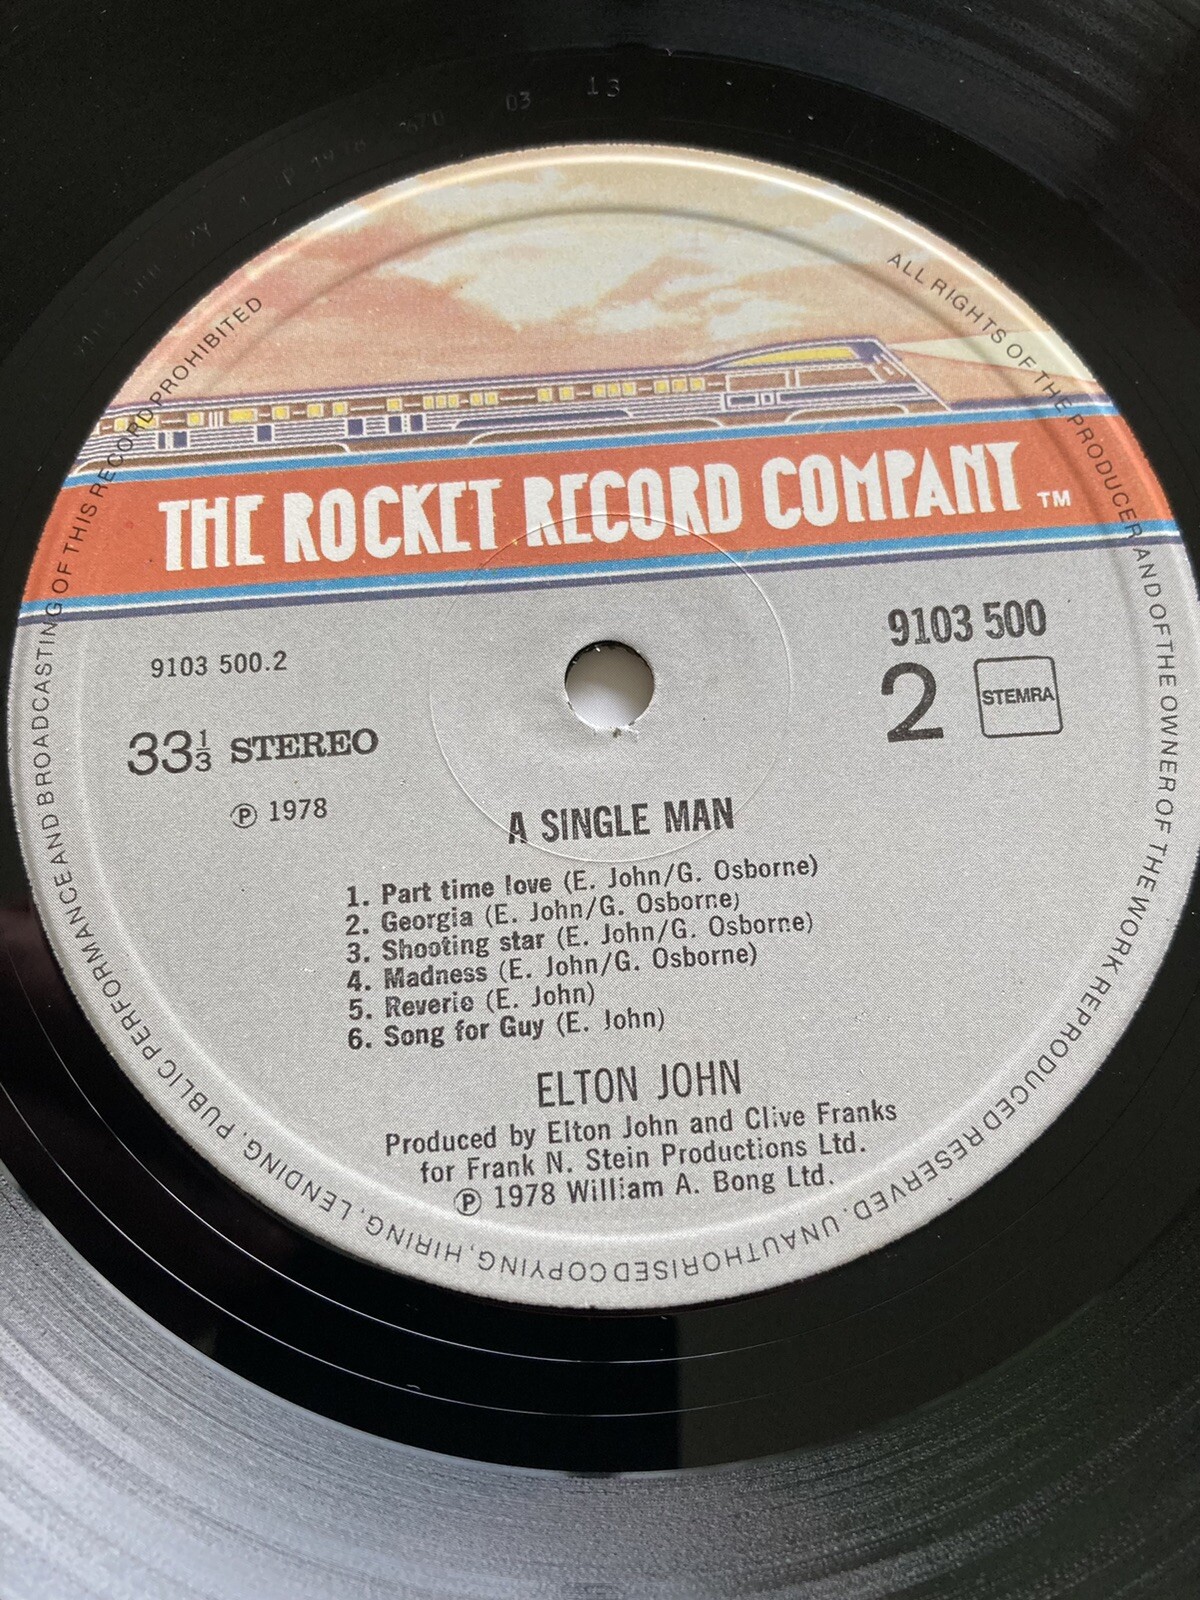 03 13
THE ROCKET RECORD COMPANY TM
9103 500
9103 500.2
2 STEMRA
33⅓ STEREO
℗ 1978
A SINGLE MAN
1. Part time love (E. John/G. Osborne)
2. Georgia (E. John/G. Osborne)
3. Shooting star (E. John/G. Osborne)
4. Madness (E. John/G. Osborne)
5. Reverie (E. John)
6. Song for Guy (E. John)
ELTON JOHN
Produced by Elton John and Clive Franks
for Frank N. Stein Productions Ltd.
℗ 1978 William A. Bong Ltd.
ALL RIGHTS OF THE PRODUCER AND OF THE OWNER OF THE WORK REPRODUCED RESERVED. UNAUTHORISED COPYING, HIRING, LENDING, PUBLIC PERFORMANCE AND BROADCASTING OF THIS RECORD PROHIBITED